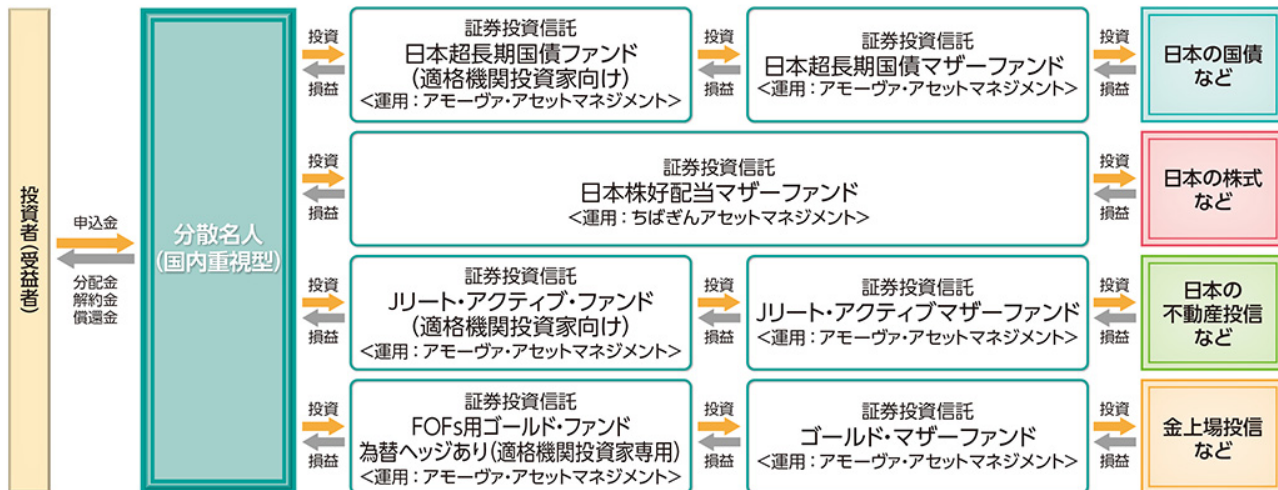 投資者(受益者)
申込金
分配金
解約金
償還金
分散名人
(国内重視型)
投資
損益
証券投資信託
日本超長期国債ファンド
(適格機関投資家向け)
<運用：アモーヴァ・アセットマネジメント>
投資
損益
証券投資信託
日本超長期国債マザーファンド
<運用：アモーヴァ・アセットマネジメント>
投資
損益
日本の国債
など
投資
損益
証券投資信託
日本株好配当マザーファンド
<運用：ちばぎんアセットマネジメント>
投資
損益
日本の株式
など
投資
損益
証券投資信託
Jリート・アクティブ・ファンド
(適格機関投資家向け)
<運用：アモーヴァ・アセットマネジメント>
投資
損益
証券投資信託
Jリート・アクティブマザーファンド
<運用：アモーヴァ・アセットマネジメント>
投資
損益
日本の
不動産投信
など
投資
損益
証券投資信託
FOFs用ゴールド・ファンド
為替ヘッジあり(適格機関投資家専用)
<運用：アモーヴァ・アセットマネジメント>
投資
損益
証券投資信託
ゴールド・マザーファンド
<運用：アモーヴァ・アセットマネジメント>
投資
損益
金上場投信
など